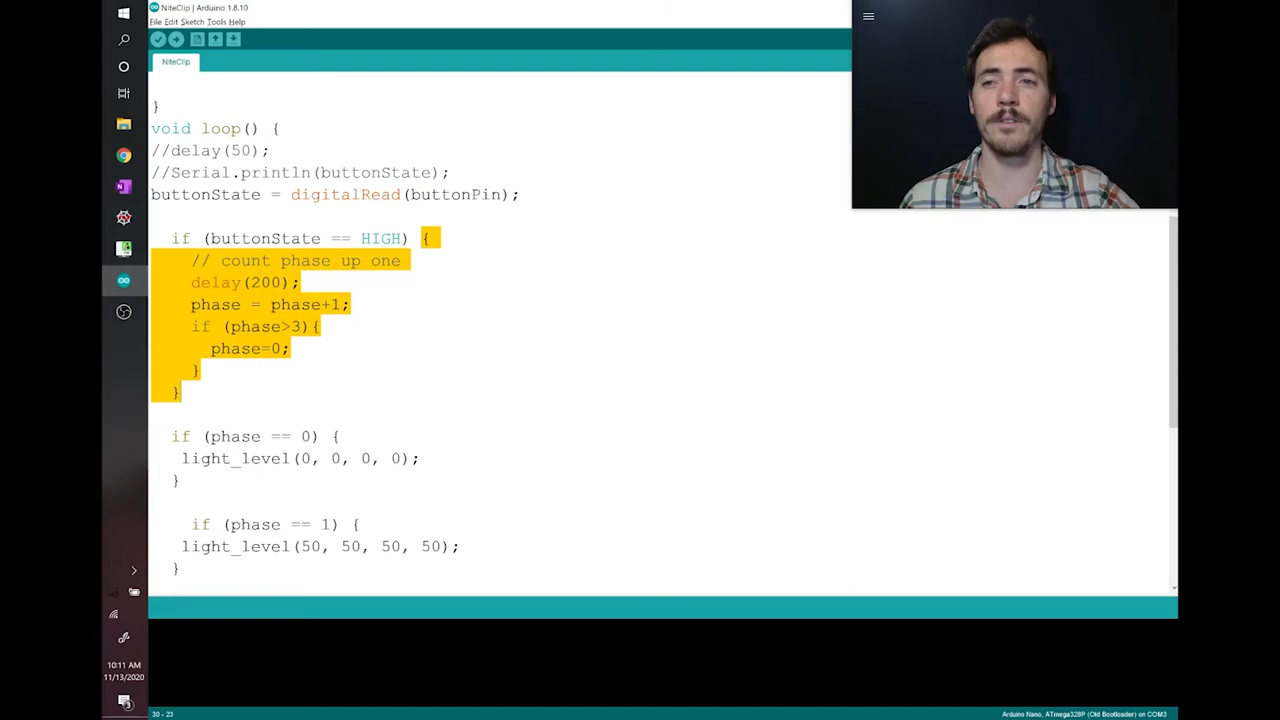 NiteClip | Arduino 1.8.10
File Edit Sketch Tools Help
NiteClip
}
void loop() {
//delay(50);
//Serial.println(buttonState);
buttonState = digitalRead(buttonPin);
if (buttonState == HIGH) {
// count phase up one
delay(200);
phase = phase+1;
if (phase>3){
phase=0;
}
}
if (phase == 0) {
light_level(0, 0, 0, 0);
}
if (phase == 1) {
light_level(50, 50, 50, 50);
}
10:11 AM
11/13/2020
3
30 - 23
Arduino Nano, ATmega328P (Old Bootloader) on COM3